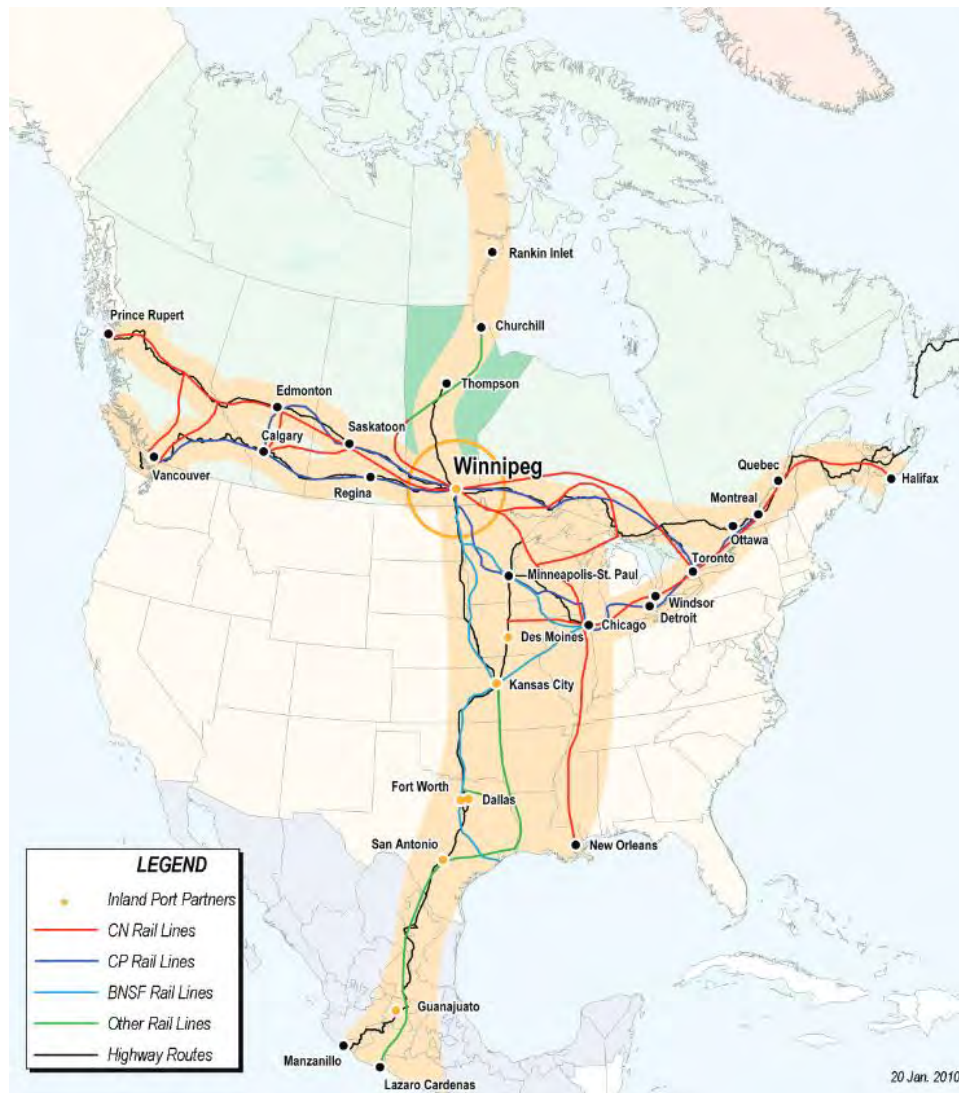 Rankin Inlet
Churchill
Prince Rupert
Thompson
Edmonton
Saskatoon
Calgary
Winnipeg
Vancouver
Regina
Quebec
Halifax
Montreal
Ottawa
Toronto
Minneapolis-St. Paul
Windsor
Detroit
Chicago
Des Moines
Kansas City
Fort Worth
Dallas
San Antonio
New Orleans
LEGEND
Inland Port Partners
CN Rail Lines
CP Rail Lines
BNSF Rail Lines
Other Rail Lines
Highway Routes
Guanajuato
Manzanillo
Lazaro Cardenas
20 Jan. 2010